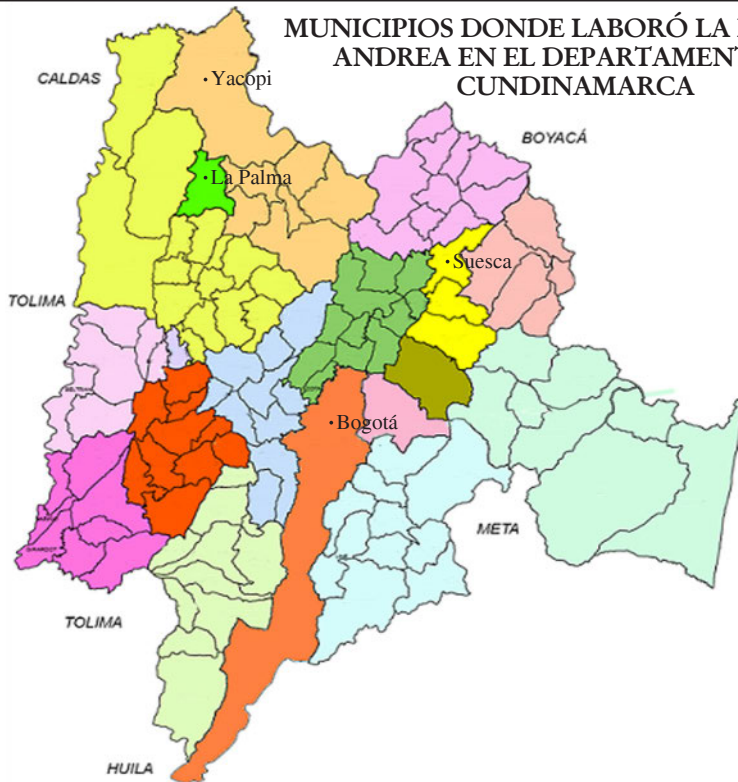 MUNICIPIOS DONDE LABORÓ LA
ANDREA EN EL DEPARTAMEN
CUNDINAMARCA
CALDAS
Yacopi
BOYACÁ
La Palma
Suesca
TOLIMA
Bogotá
META
GIRARDOT
TOLIMA
HUILA